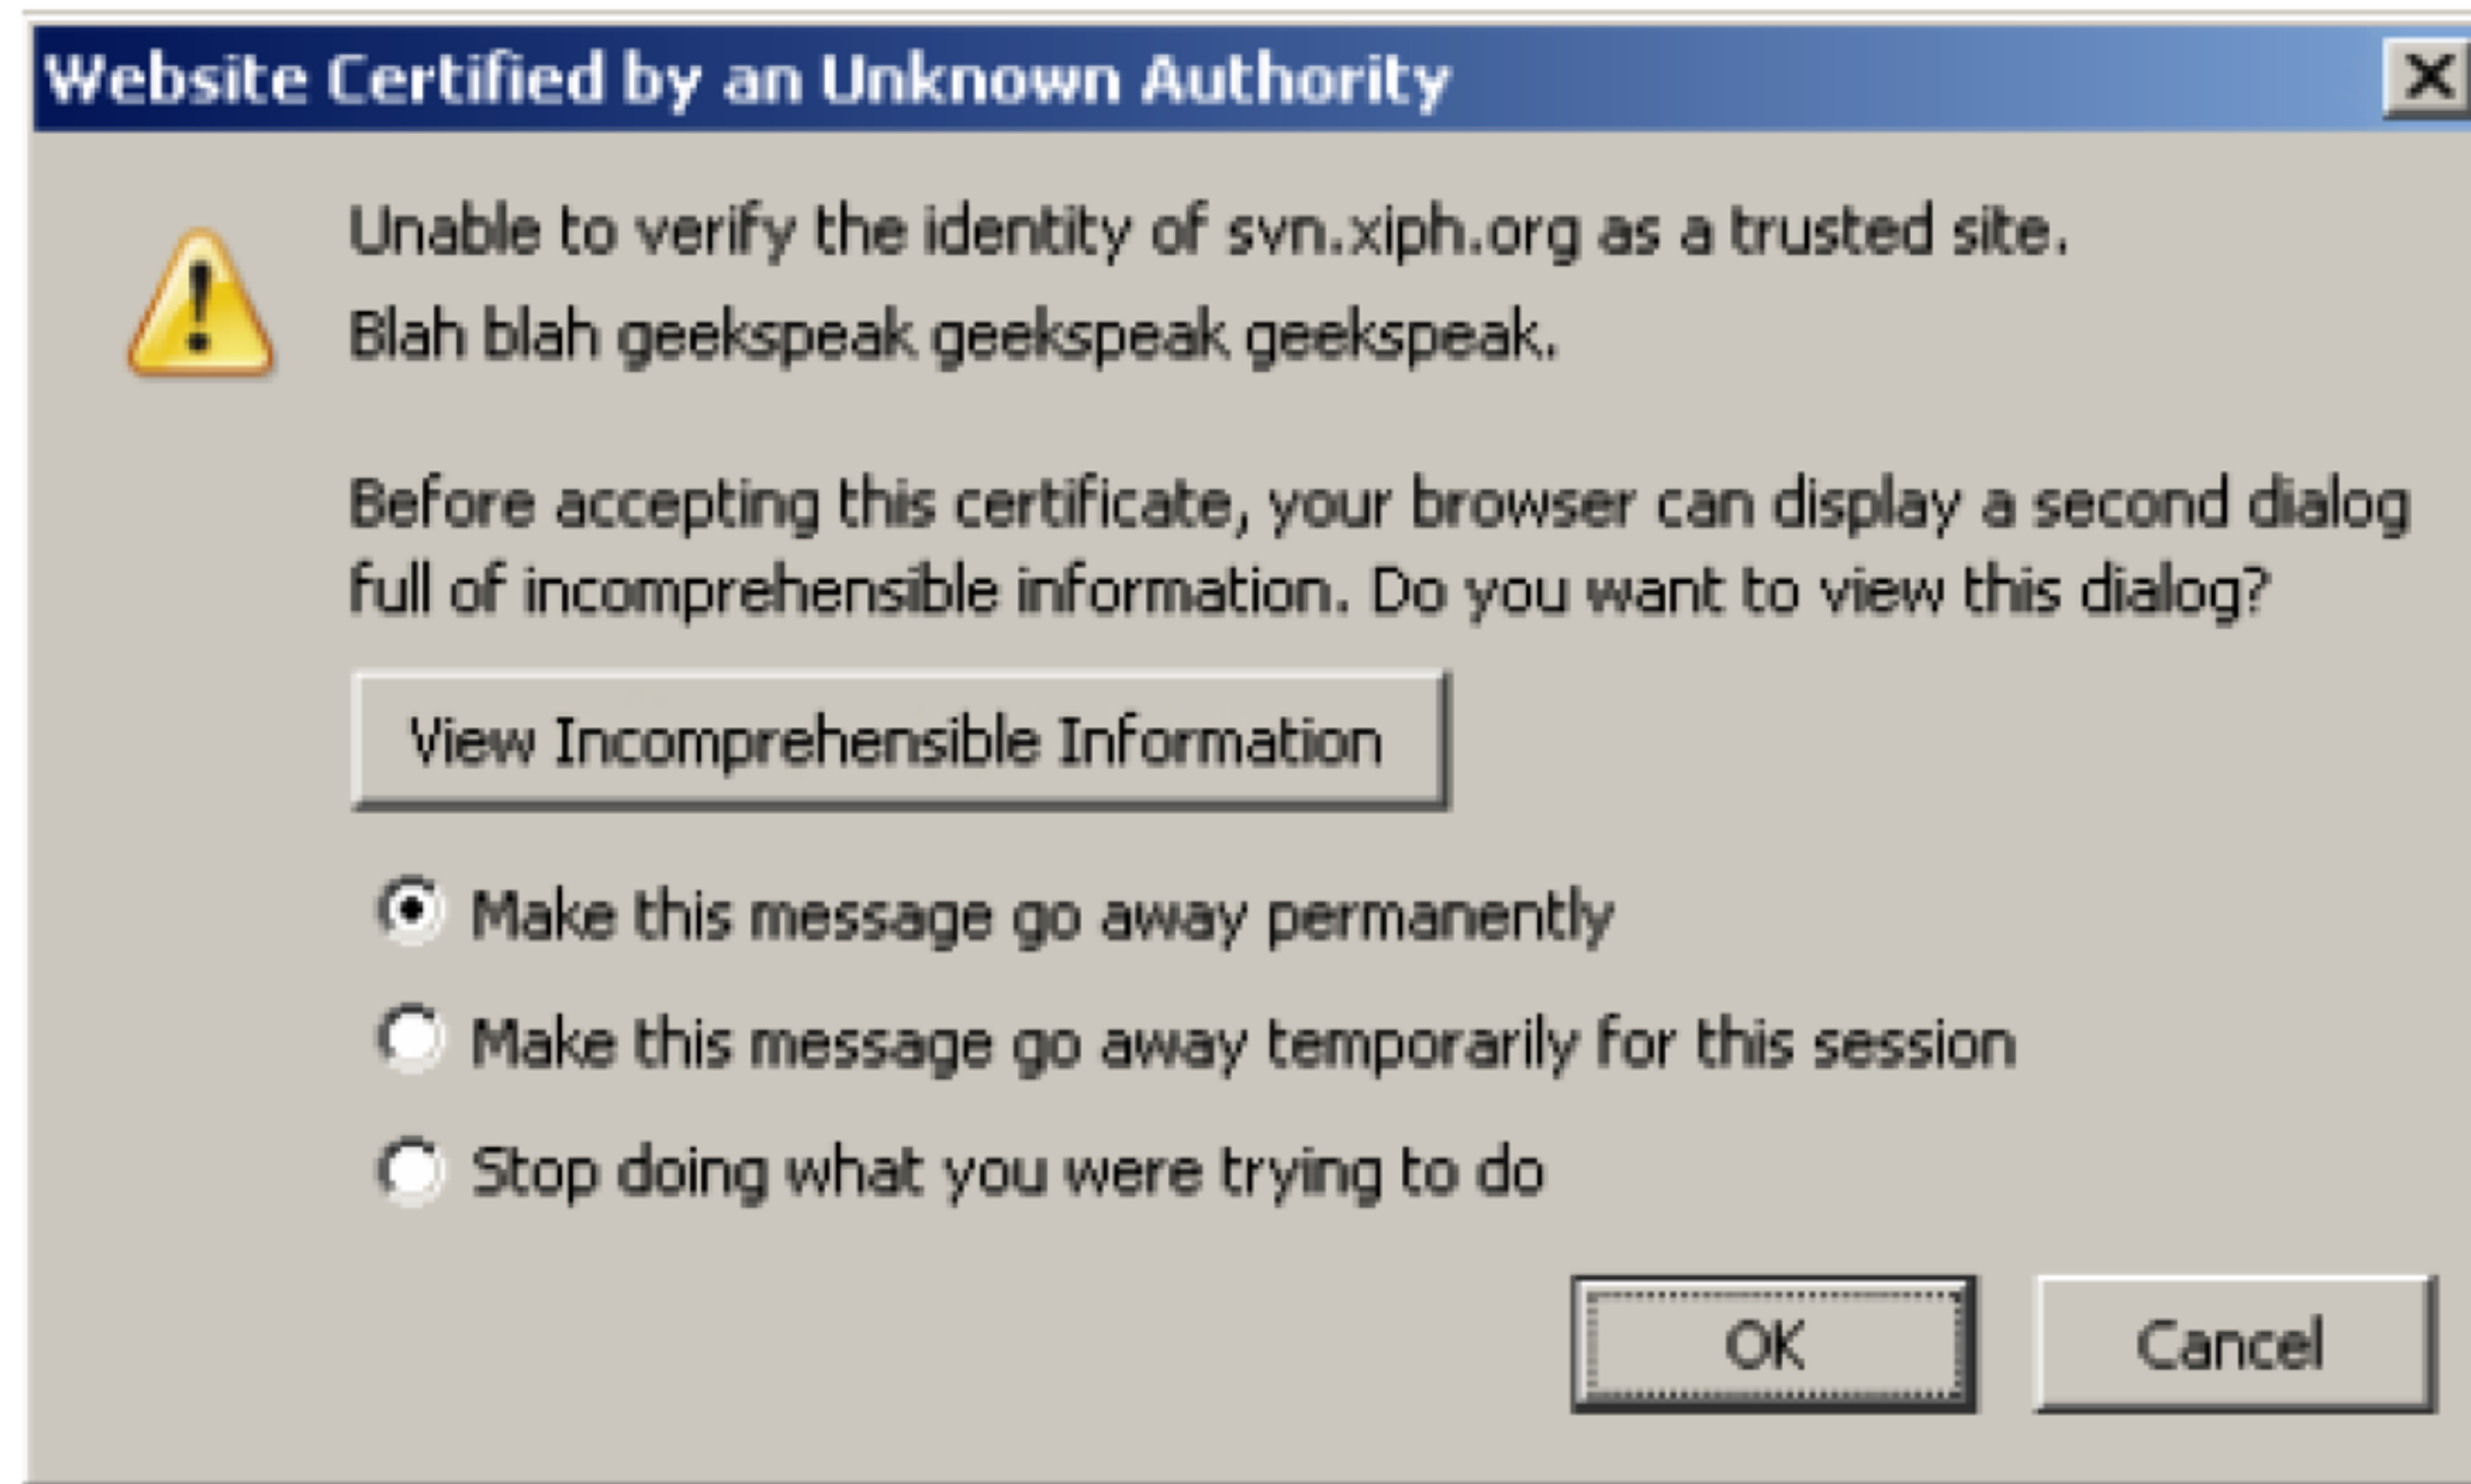 Website Certified by an Unknown Authority
Unable to verify the identity of svn.xiph.org as a trusted site.
Blah blah geekspeak geekspeak geekspeak.
Before accepting this certificate, your browser can display a second dialog
full of incomprehensible information. Do you want to view this dialog?
View Incomprehensible Information
Make this message go away permanently
Make this message go away temporarily for this session
Stop doing what you were trying to do
OK Cancel